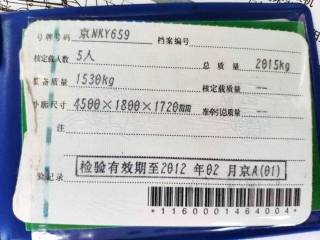 号牌号码 京NKY659 档案编号
核定载人数 5人 总质量 2015kg
整备质量 1530kg 核定载质量 --
外廓尺寸 4500×1800×1720 准牵引总质量 --
注
检验有效期至2012年02月京A(01)
检验记录
*1160001464004*